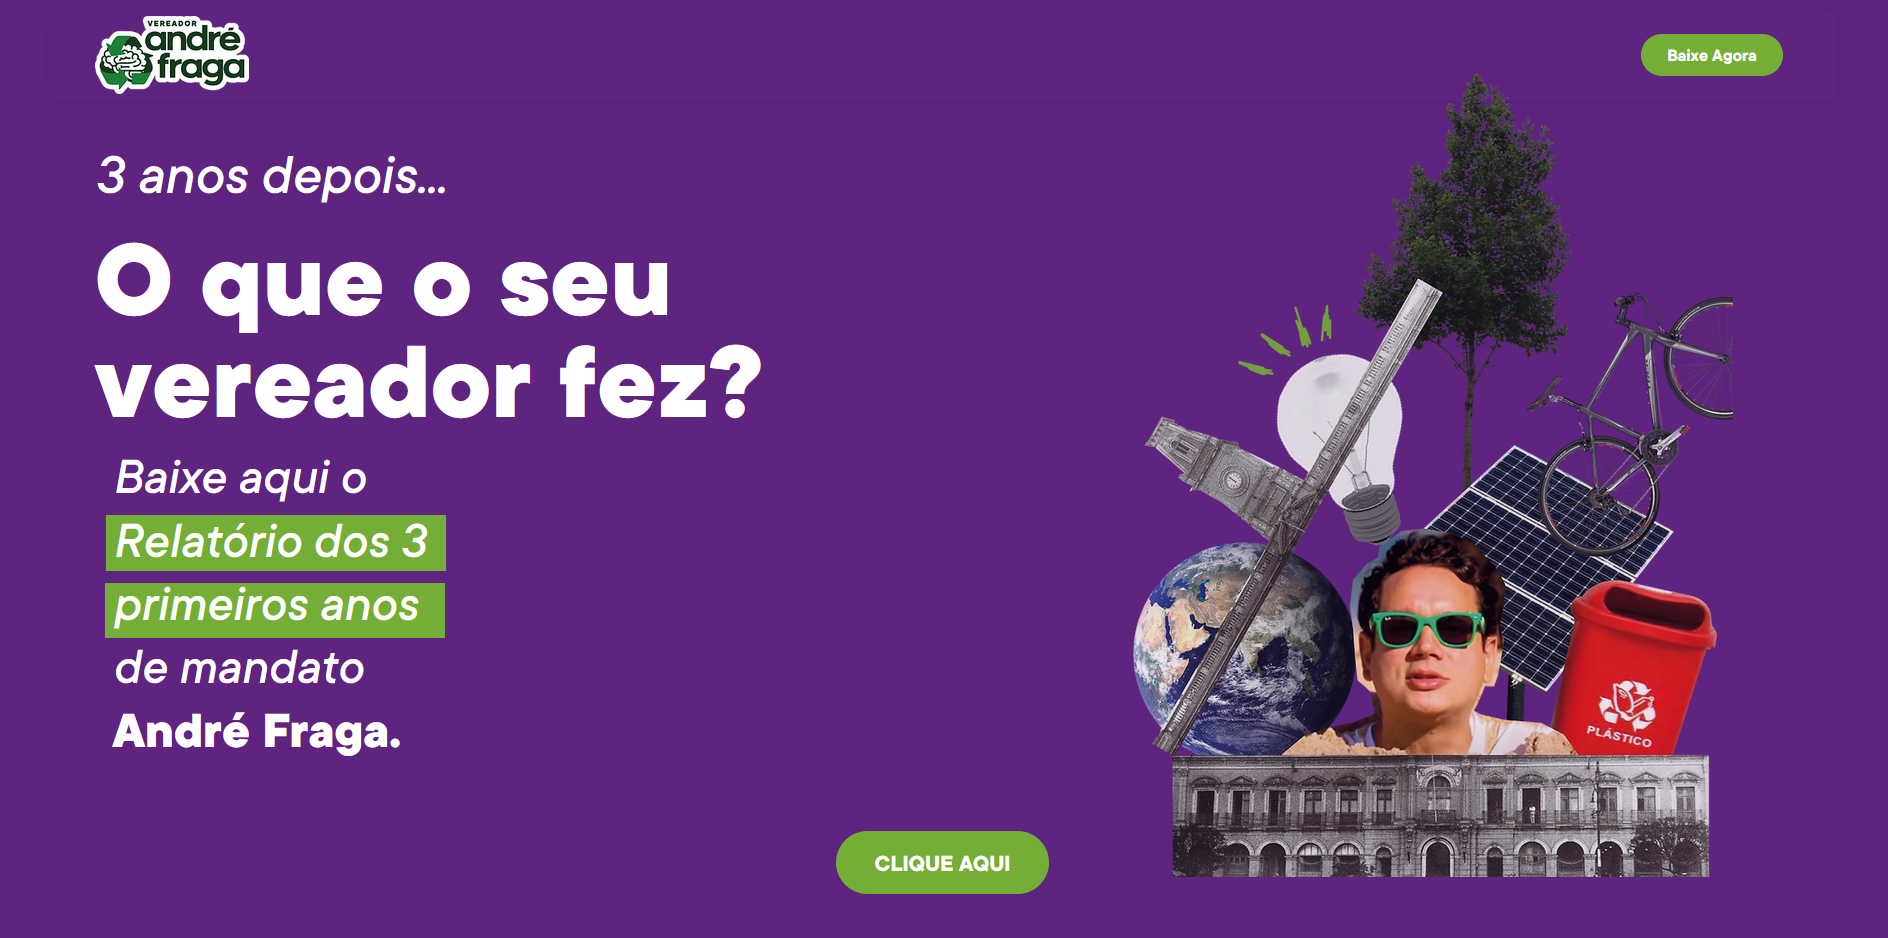 VEREADOR
andré
fraga
Baixe Agora
3 anos depois...
O que o seu
vereador fez?
Baixe aqui o
Relatório dos 3
primeiros anos
de mandato
André Fraga.
PLÁSTICO
CLIQUE AQUI